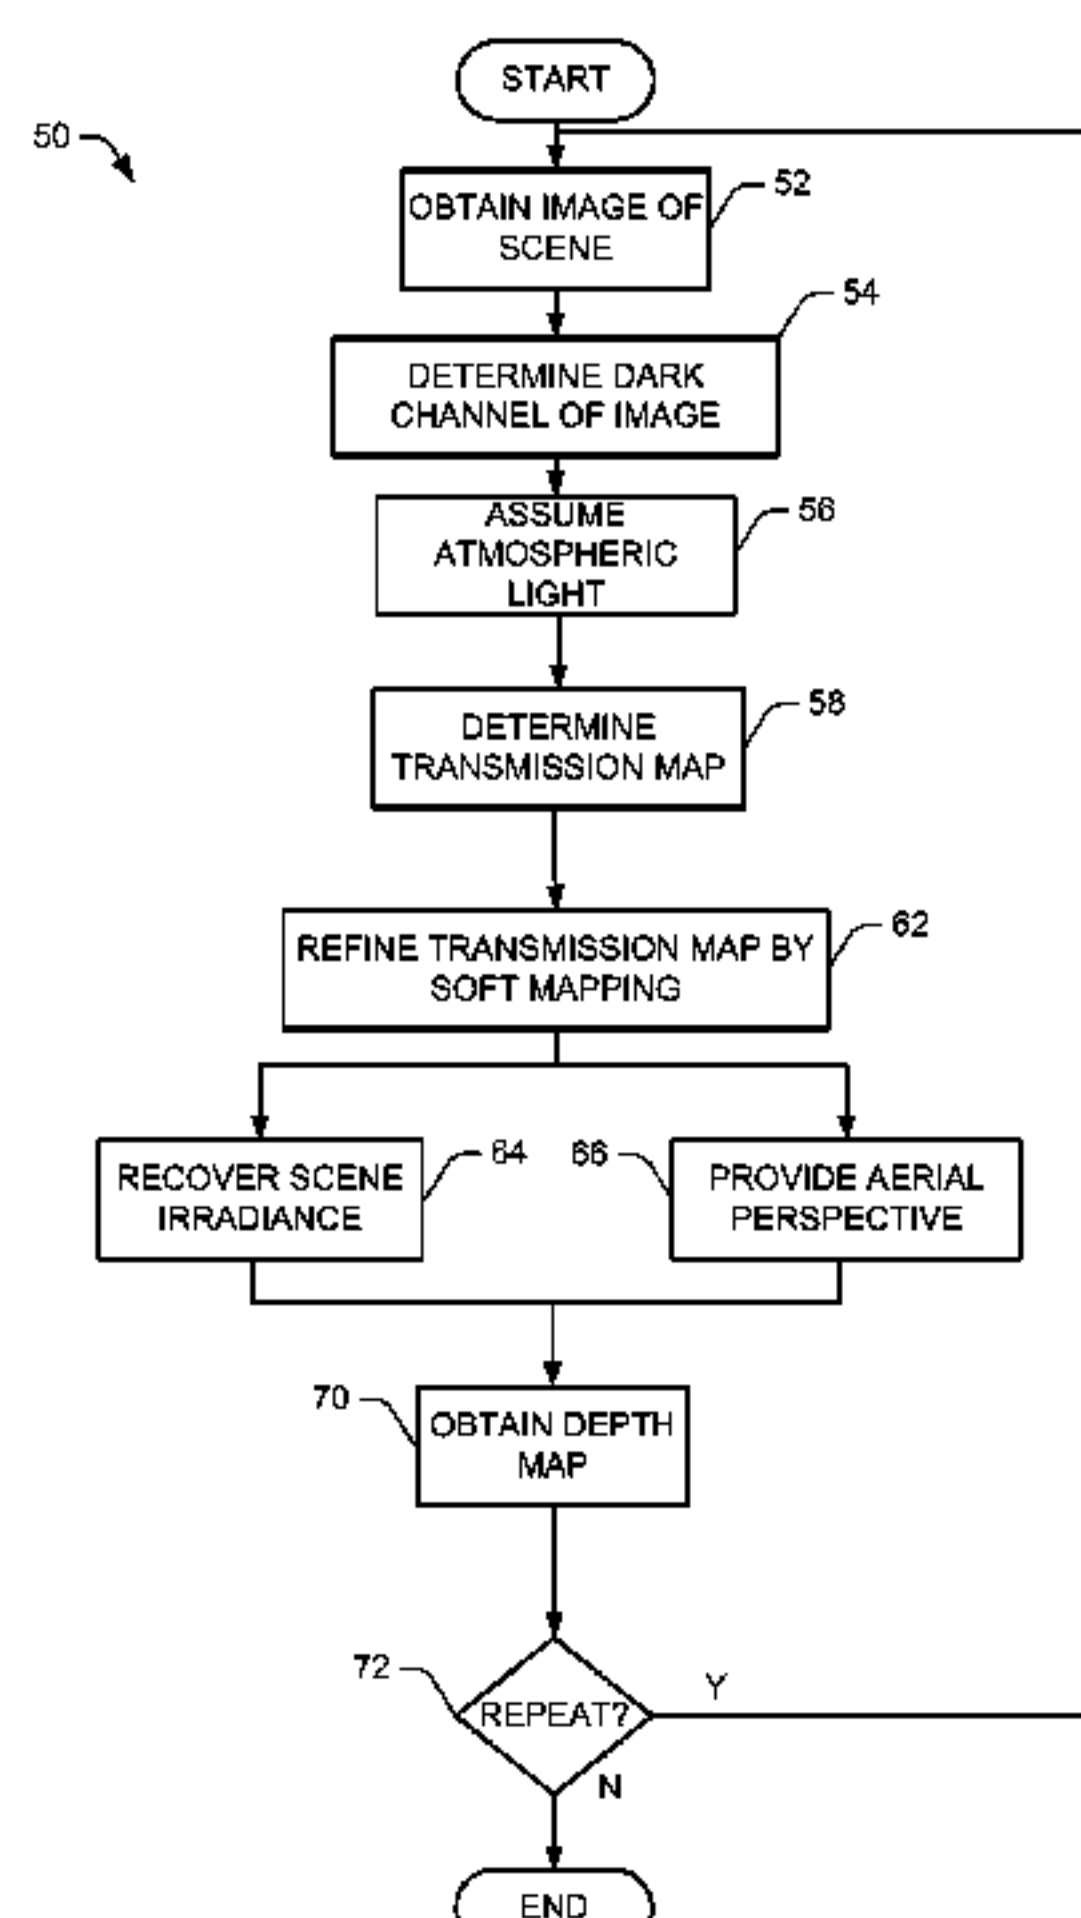 START
50
52
OBTAIN IMAGE OF
SCENE
54
DETERMINE DARK
CHANNEL OF IMAGE
56
ASSUME
ATMOSPHERIC
LIGHT
58
DETERMINE
TRANSMISSION MAP
62
REFINE TRANSMISSION MAP BY
SOFT MAPPING
64
66
RECOVER SCENE
IRRADIANCE
PROVIDE AERIAL
PERSPECTIVE
70
OBTAIN DEPTH
MAP
72
REPEAT?
Y
N
END